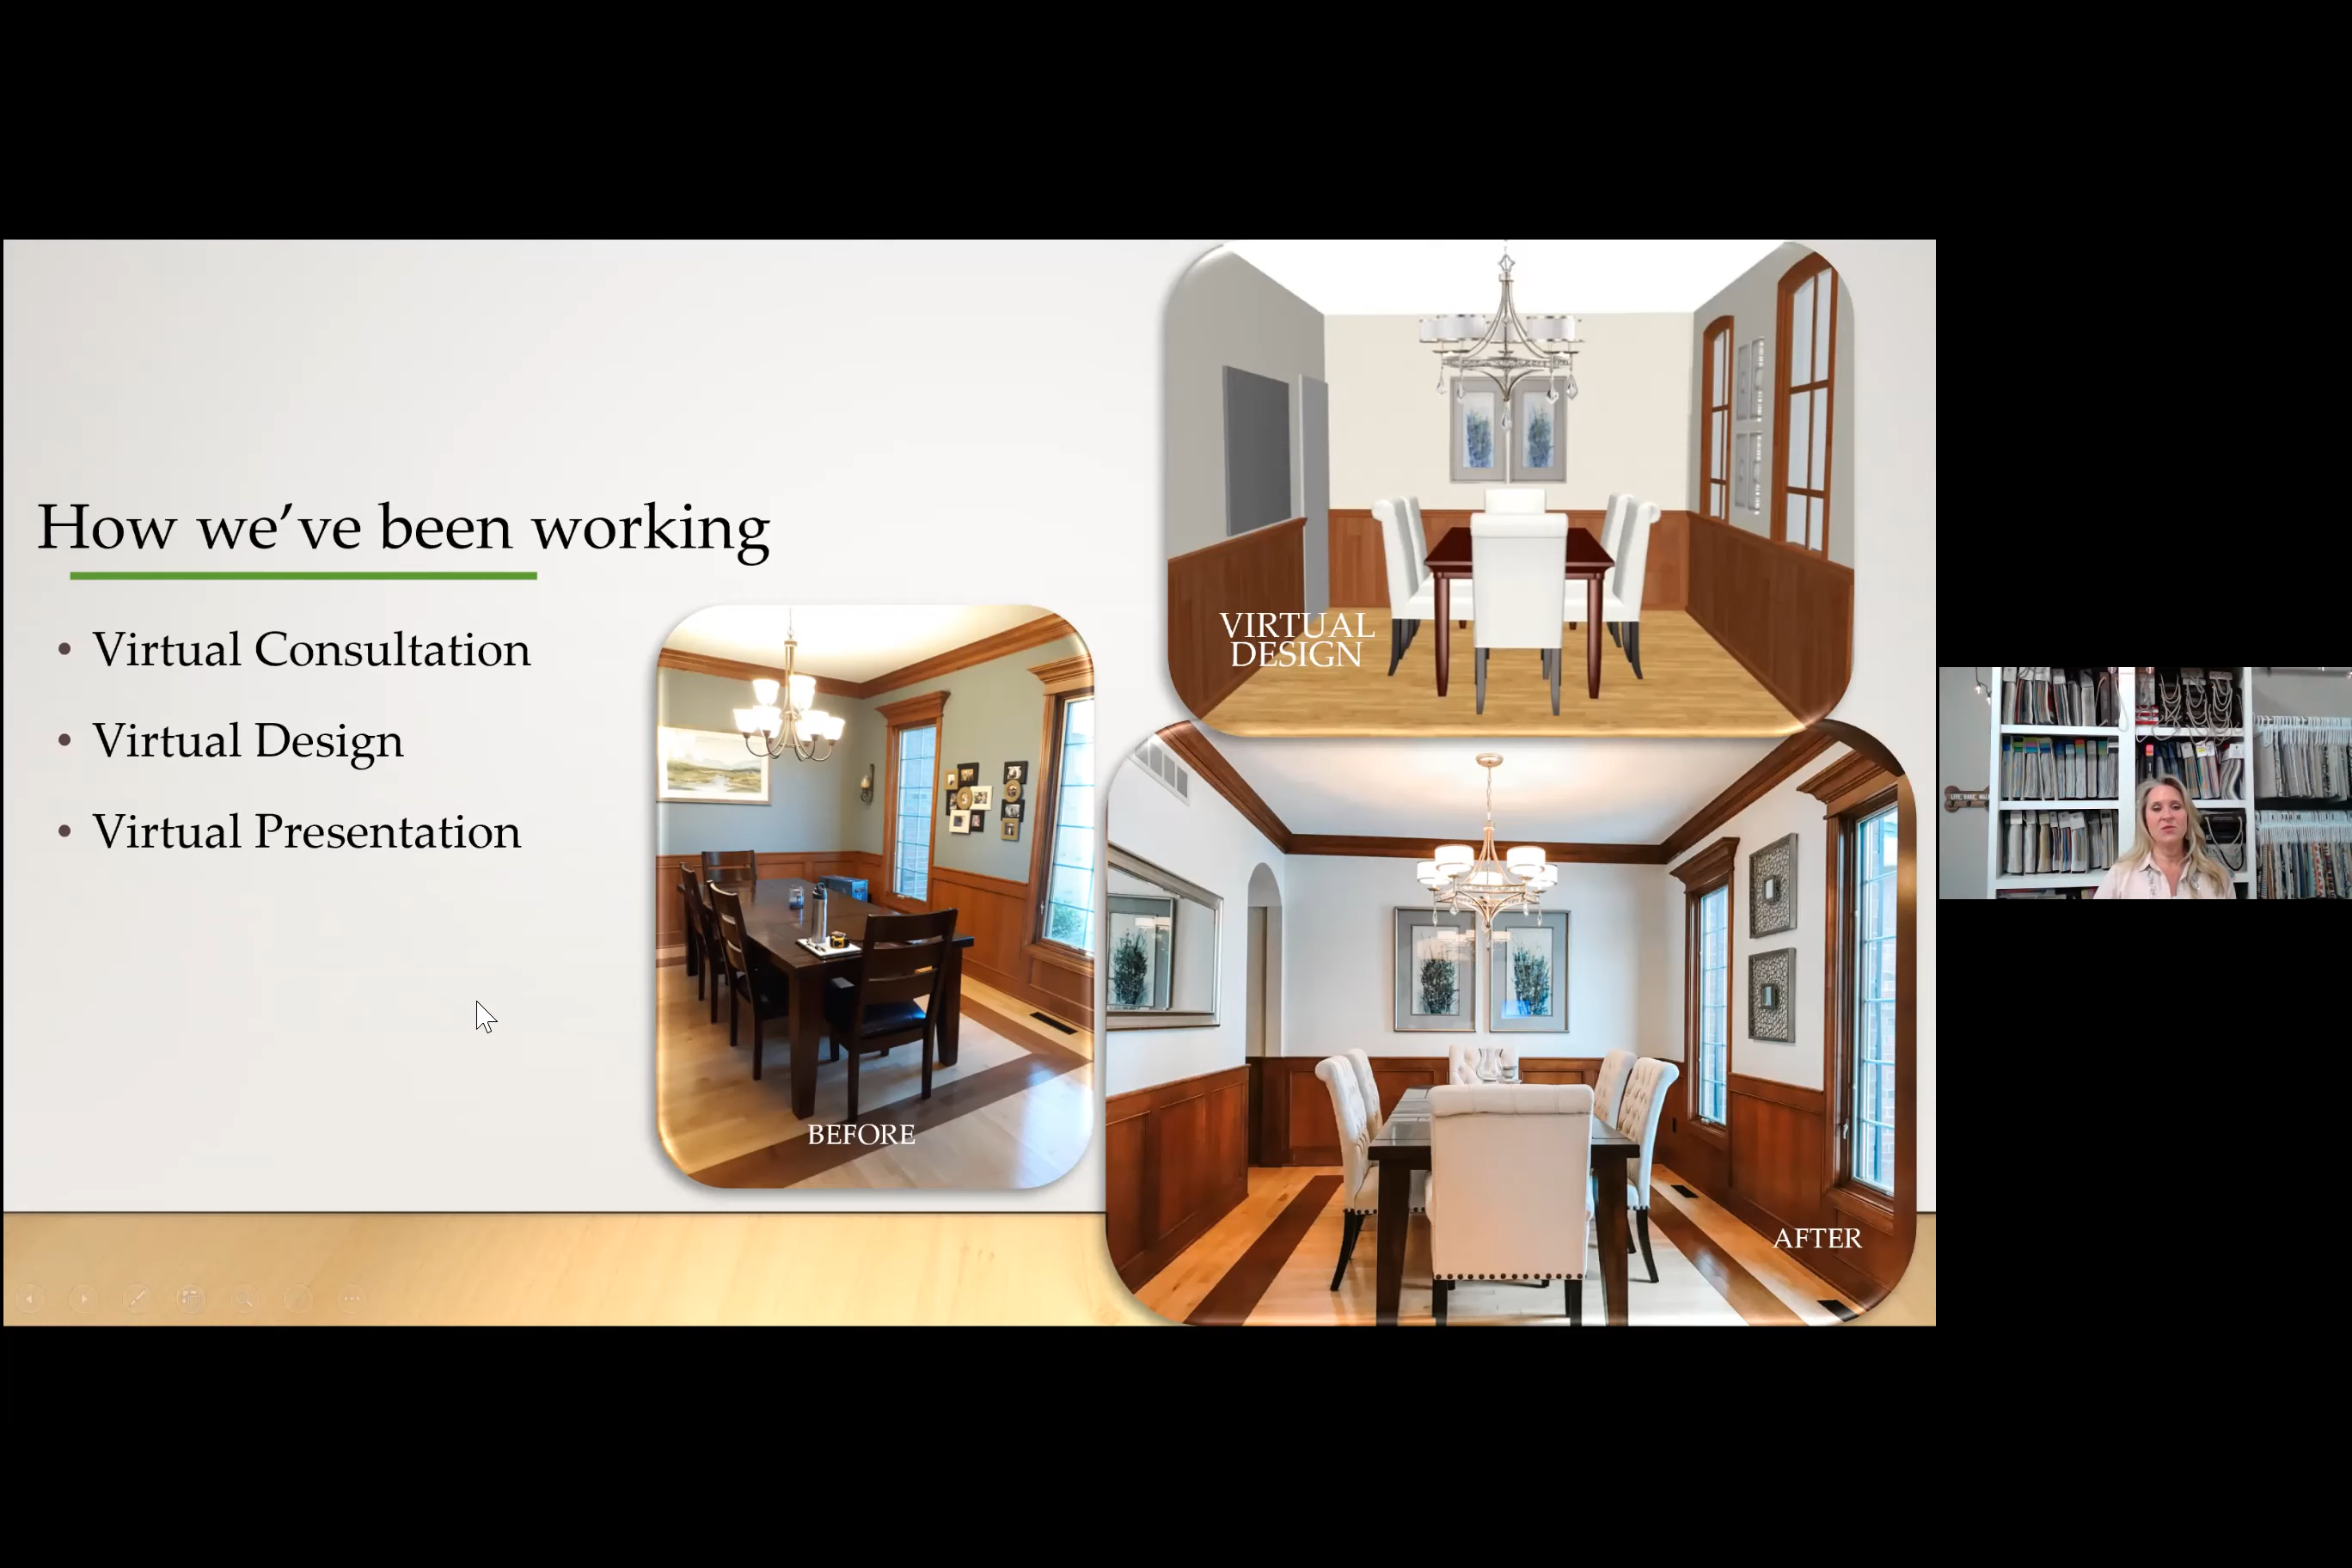 How we’ve been working
• Virtual Consultation
• Virtual Design
• Virtual Presentation
VIRTUAL
DESIGN
BEFORE
AFTER